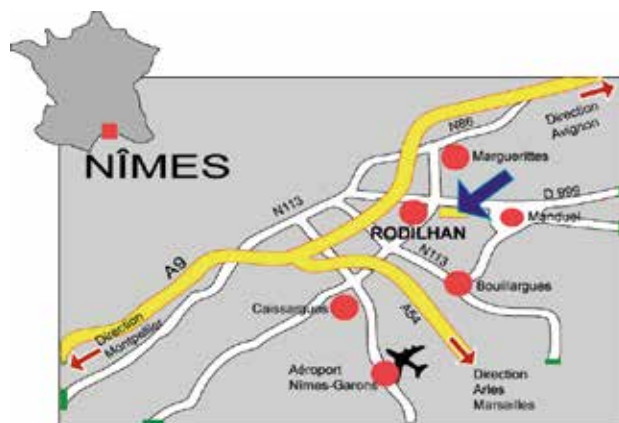 NÎMES
Direction
Avignon
N86
Marguerittes
D 999
N113
Manduel
RODILHAN
N113
A9
Bouillargues
Caissargues
A54
Direction
Montpellier
Aéroport
Nîmes-Garons
Direction
Arles
Marseilles